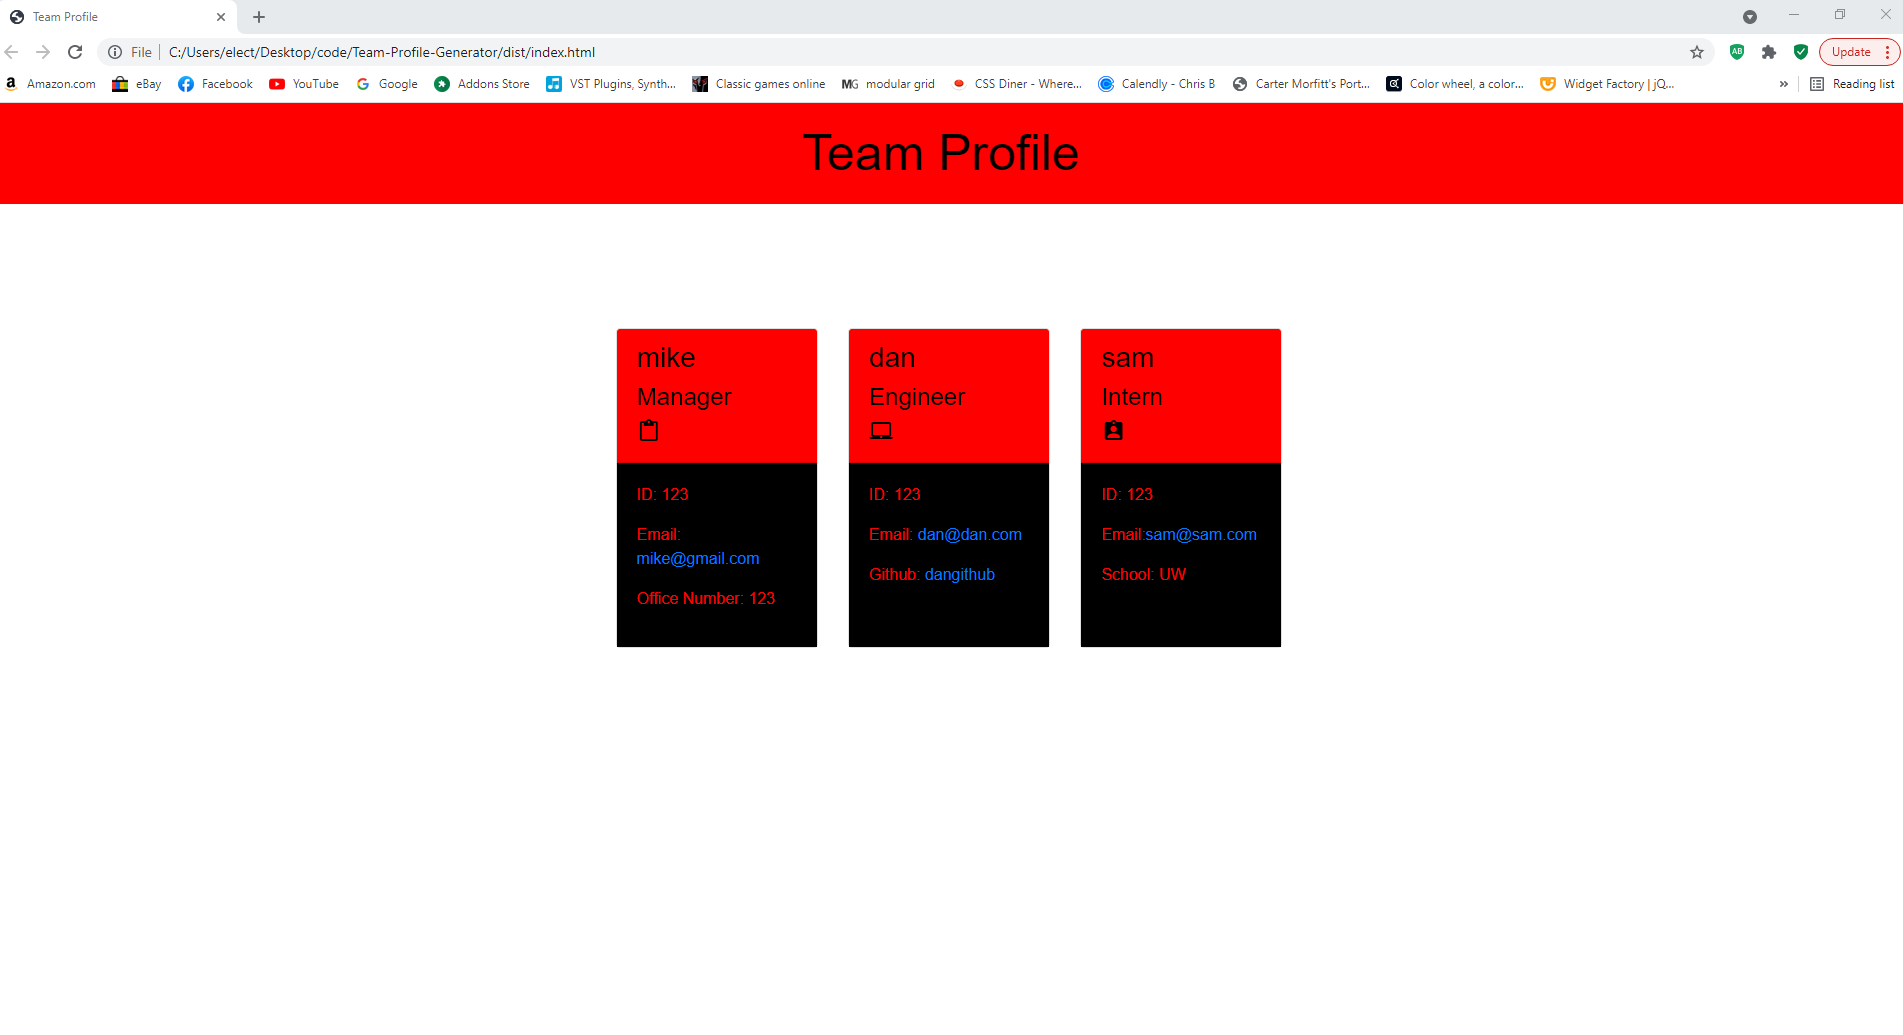 Team Profile
File
C:/Users/elect/Desktop/code/Team-Profile-Generator/dist/index.html
AB
Update
Amazon.com
eBay
Facebook
YouTube
Google
Addons Store
VST Plugins, Synth...
Classic games online
MG modular grid
CSS Diner - Where...
Calendly - Chris B
Carter Morfitt's Port...
Color wheel, a color...
Widget Factory | jQ...
»
Reading list
Team Profile
mike
Manager
ID: 123
Email:
mike@gmail.com
Office Number: 123
dan
Engineer
ID: 123
Email: dan@dan.com
Github: dangithub
sam
Intern
ID: 123
Email:sam@sam.com
School: UW